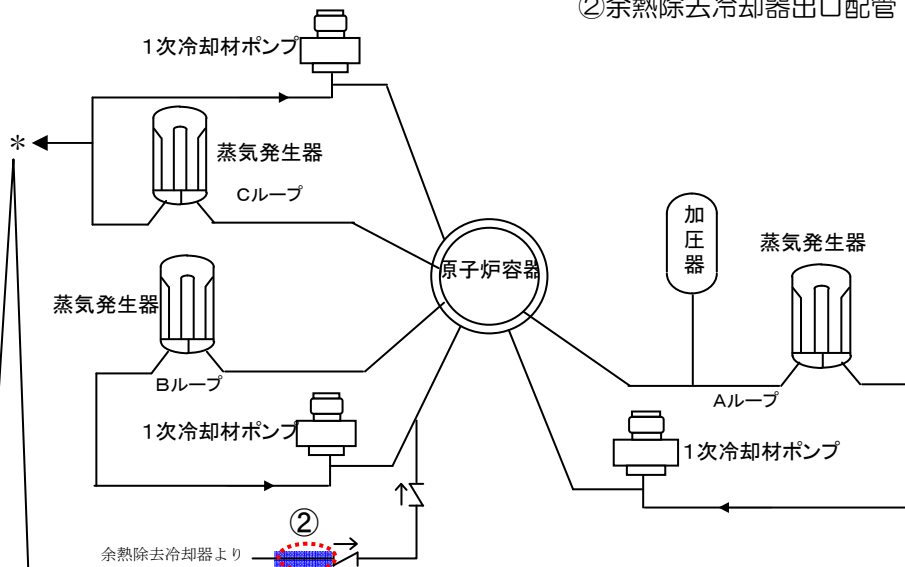 ②余熱除去冷却器出口配管
1次冷却材ポンプ
*
蒸気発生器
Cループ
加圧器
蒸気発生器
原子炉容器
蒸気発生器
Bループ
Aループ
1次冷却材ポンプ
1次冷却材ポンプ
②
余熱除去冷却器より